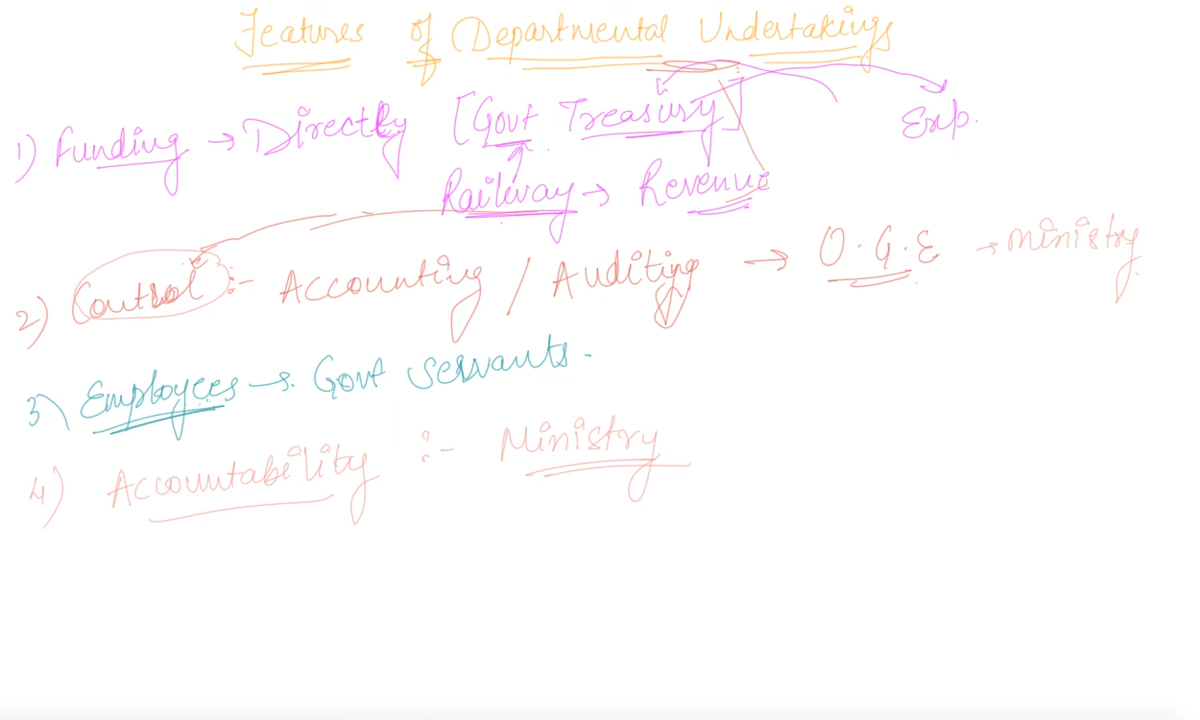 Features of Departmental Undertakings
1) Funding → Directly [Govt Treasury] Exp.
Railway → Revenue
2) Control :- Accounting / Auditing → O.G.E → Ministry
3) Employees → Govt Servants.
4) Accountability :- Ministry